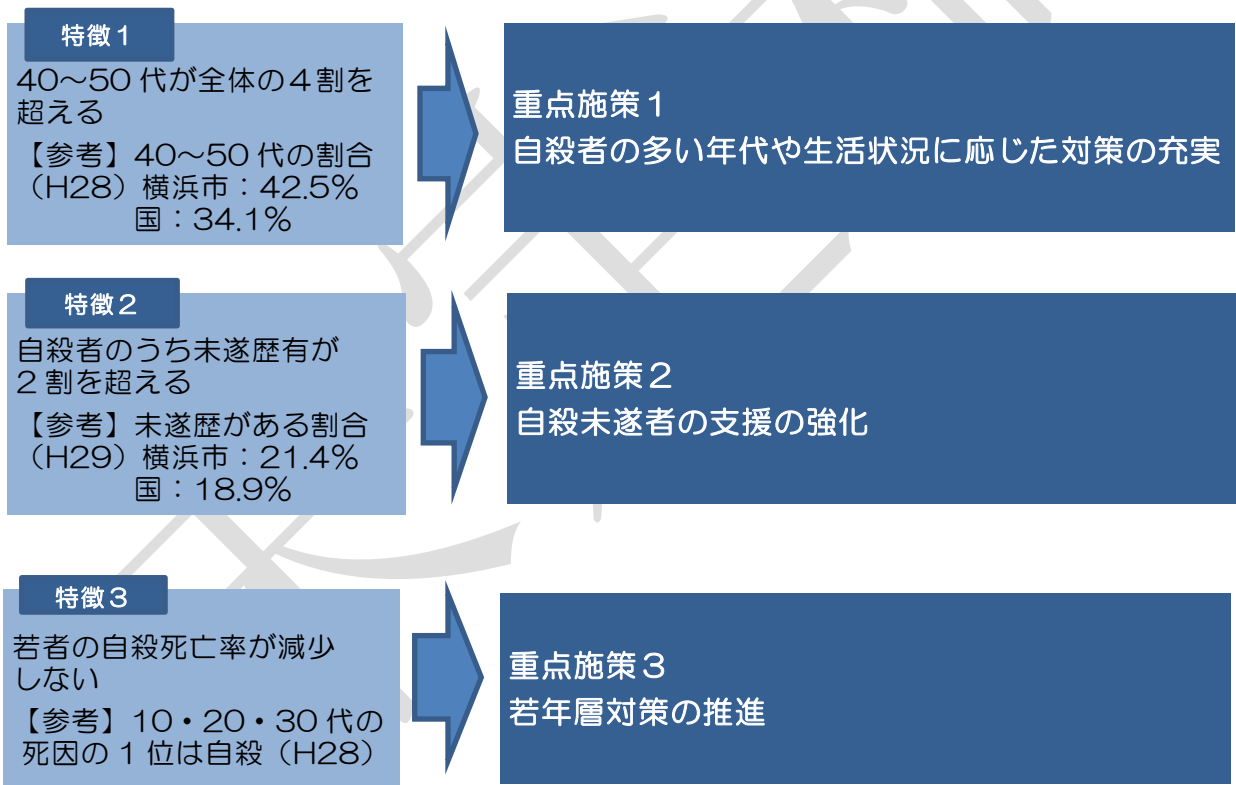 特徴1
40～50代が全体の4割を
超える
【参考】40～50代の割合
（H28）横浜市：42.5％
国：34.1％
重点施策1
自殺者の多い年代や生活状況に応じた対策の充実
特徴2
自殺者のうち未遂歴有が
2割を超える
【参考】未遂歴がある割合
（H29）横浜市：21.4％
国：18.9％
重点施策2
自殺未遂者の支援の強化
特徴3
若者の自殺死亡率が減少
しない
【参考】10・20・30代の
死因の1位は自殺（H28）
重点施策3
若年層対策の推進